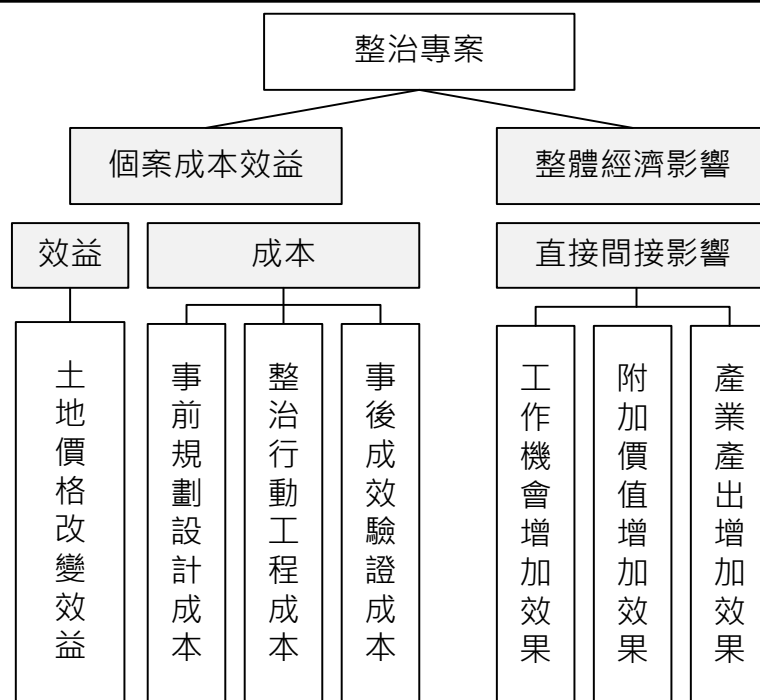 整治專案
個案成本效益
整體經濟影響
效益
成本
直接間接影響
土地價格改變效益
事前規劃設計成本
整治行動工程成本
事後成效驗證成本
工作機會增加效果
附加價值增加效果
產業產出增加效果